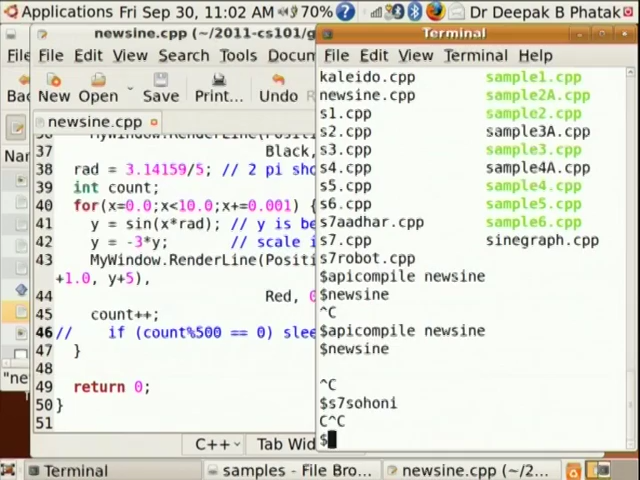 Applications Fri Sep 30, 11:02 AM 70% Dr Deepak B Phatak
newsine.cpp (~/2011-cs101/g
File Edit View Search Tools Docu
New Open Save Print... Undo
newsine.cpp
MyWindow.RenderLine(Positi
37 Black,
38 rad = 3.14159/5; // 2 pi sho
39 int count;
40 for(x=0.0;x<10.0;x+=0.001) {
41 y = sin(x*rad); // y is be
42 y = -3*y; // scale i
43 MyWindow.RenderLine(Positi
+1.0, y+5),
44 Red, 0
45 count++;
46 // if (count%500 == 0) slee
47 }
48
49 return 0;
50 }
51
C++ Tab Wid
Terminal
File Edit View Terminal Help
kaleido.cpp sample1.cpp
newsine.cpp sample2A.cpp
s1.cpp sample2.cpp
s2.cpp sample3A.cpp
s3.cpp sample3.cpp
s4.cpp sample4A.cpp
s5.cpp sample4.cpp
s6.cpp sample5.cpp
s7aadhar.cpp sample6.cpp
s7.cpp sinegraph.cpp
s7robot.cpp
$apicompile newsine
$newsine
^C
$apicompile newsine
$newsine
^C
$s7sohoni
C^C
$
Terminal samples - File Bro... newsine.cpp (~/2...